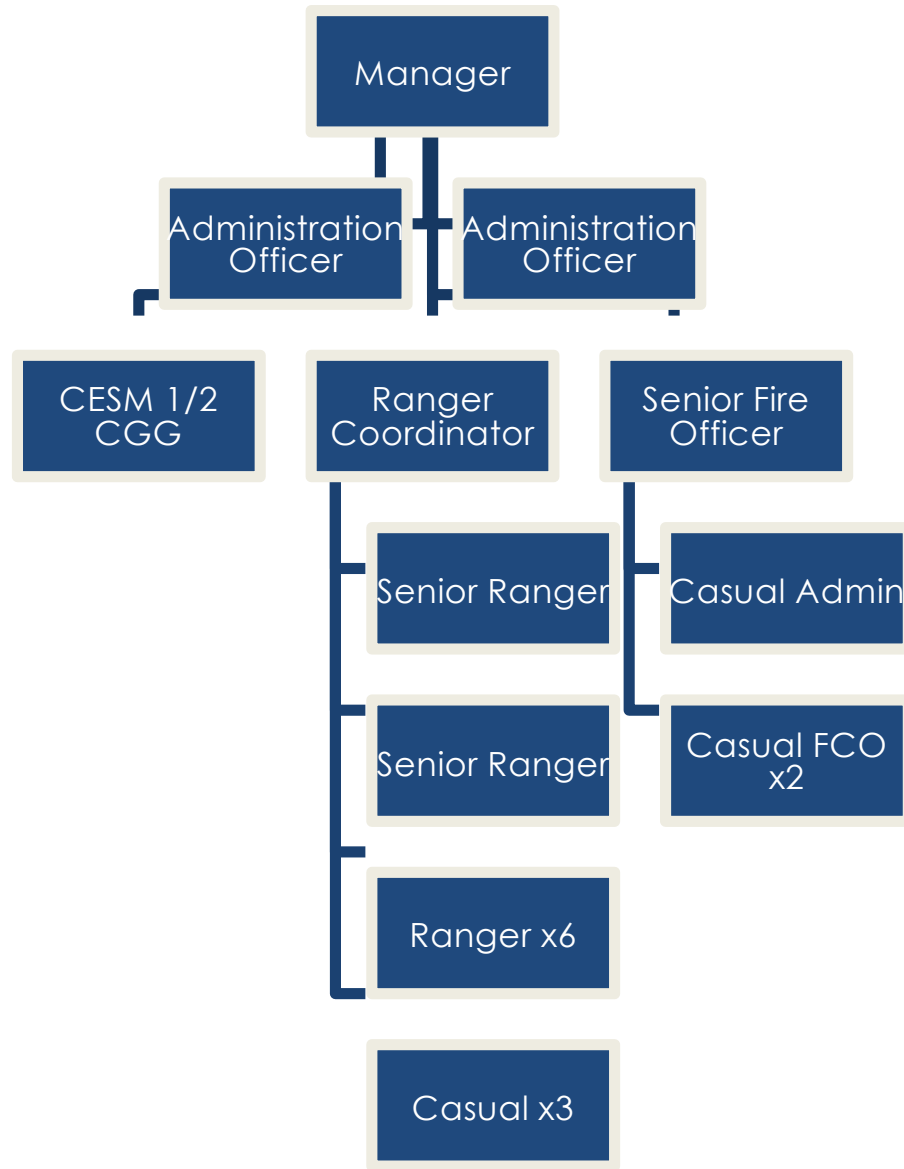 Manager
Administration
Officer
Administration
Officer
CESM 1/2
CGG
Ranger
Coordinator
Senior Fire
Officer
Senior Ranger
Casual Admin
Senior Ranger
Casual FCO
x2
Ranger x6
Casual x3